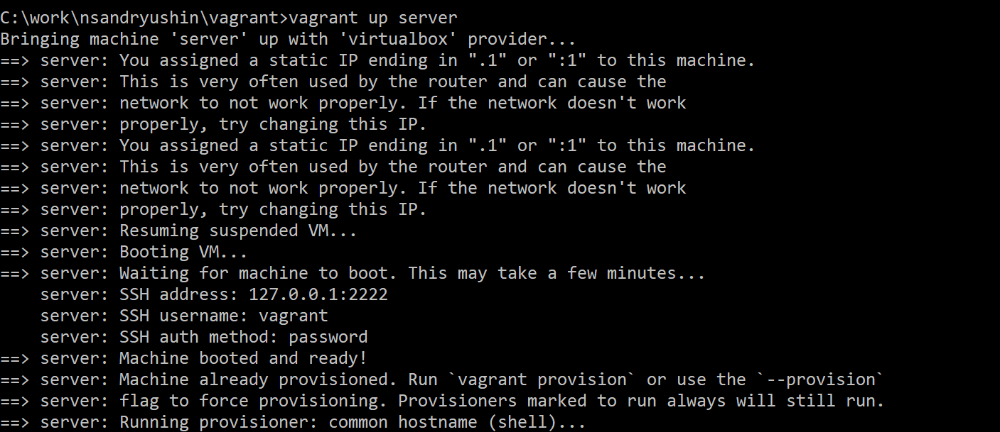 C:\work\nsandryushin\vagrant>vagrant up server
Bringing machine 'server' up with 'virtualbox' provider...
==> server: You assigned a static IP ending in ".1" or ":1" to this machine.
==> server: This is very often used by the router and can cause the
==> server: network to not work properly. If the network doesn't work
==> server: properly, try changing this IP.
==> server: You assigned a static IP ending in ".1" or ":1" to this machine.
==> server: This is very often used by the router and can cause the
==> server: network to not work properly. If the network doesn't work
==> server: properly, try changing this IP.
==> server: Resuming suspended VM...
==> server: Booting VM...
==> server: Waiting for machine to boot. This may take a few minutes...
    server: SSH address: 127.0.0.1:2222
    server: SSH username: vagrant
    server: SSH auth method: password
==> server: Machine booted and ready!
==> server: Machine already provisioned. Run `vagrant provision` or use the `--provision`
==> server: flag to force provisioning. Provisioners marked to run always will still run.
==> server: Running provisioner: common hostname (shell)...